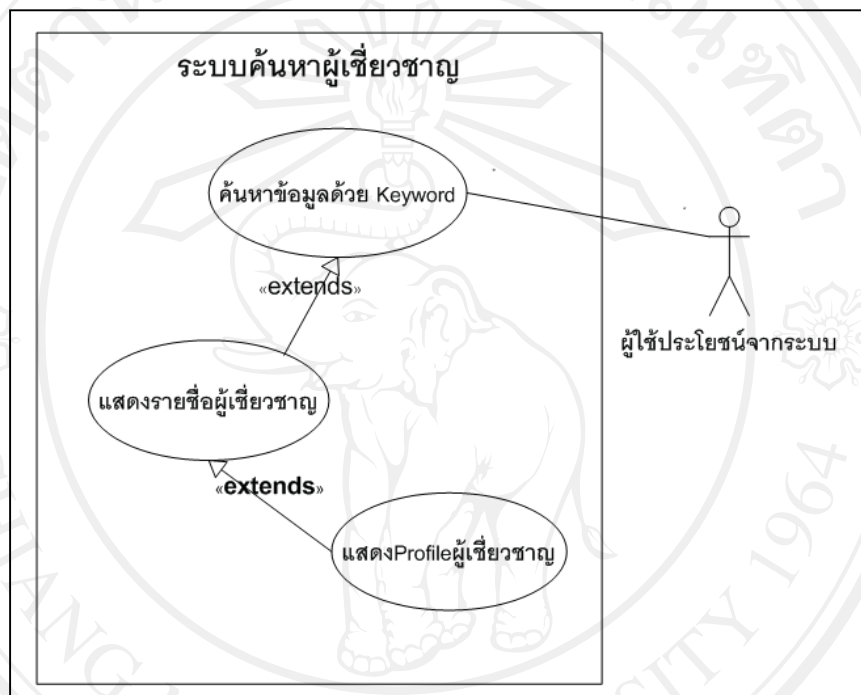 ระบบค้นหาผู้เชี่ยวชาญ
ค้นหาข้อมูลด้วย Keyword
«extends»
ผู้ใช้ประโยชน์จากระบบ
แสดงรายชื่อผู้เชี่ยวชาญ
«extends»
แสดงProfileผู้เชี่ยวชาญ
1964